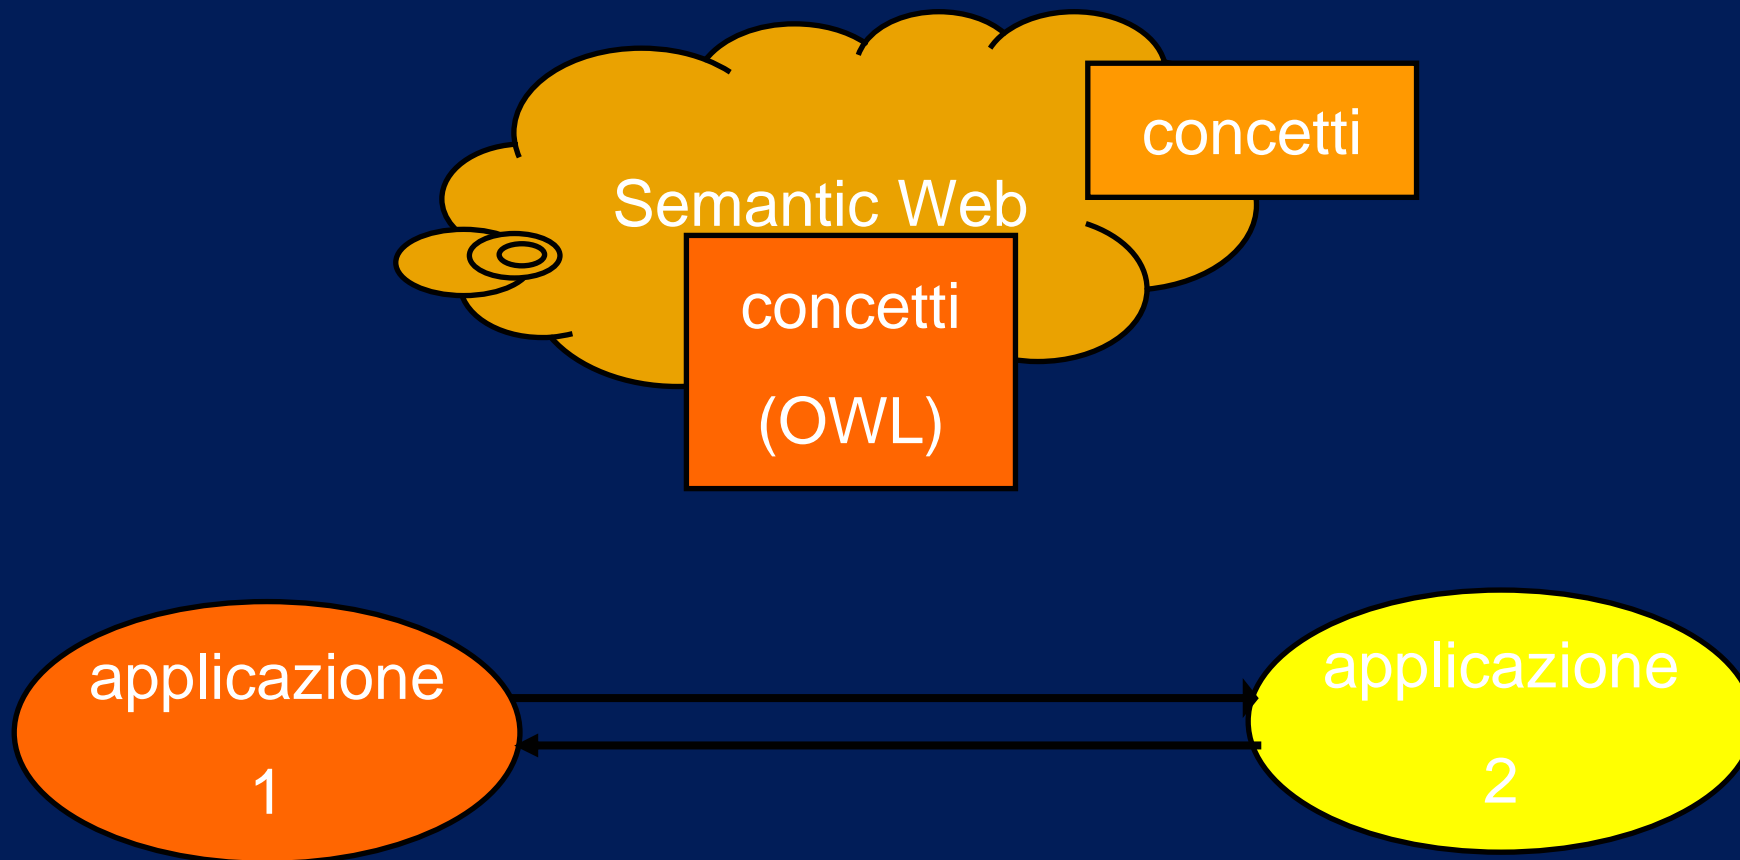 concetti
Semantic Web
concetti
(OWL)
applicazione
1
applicazione
2